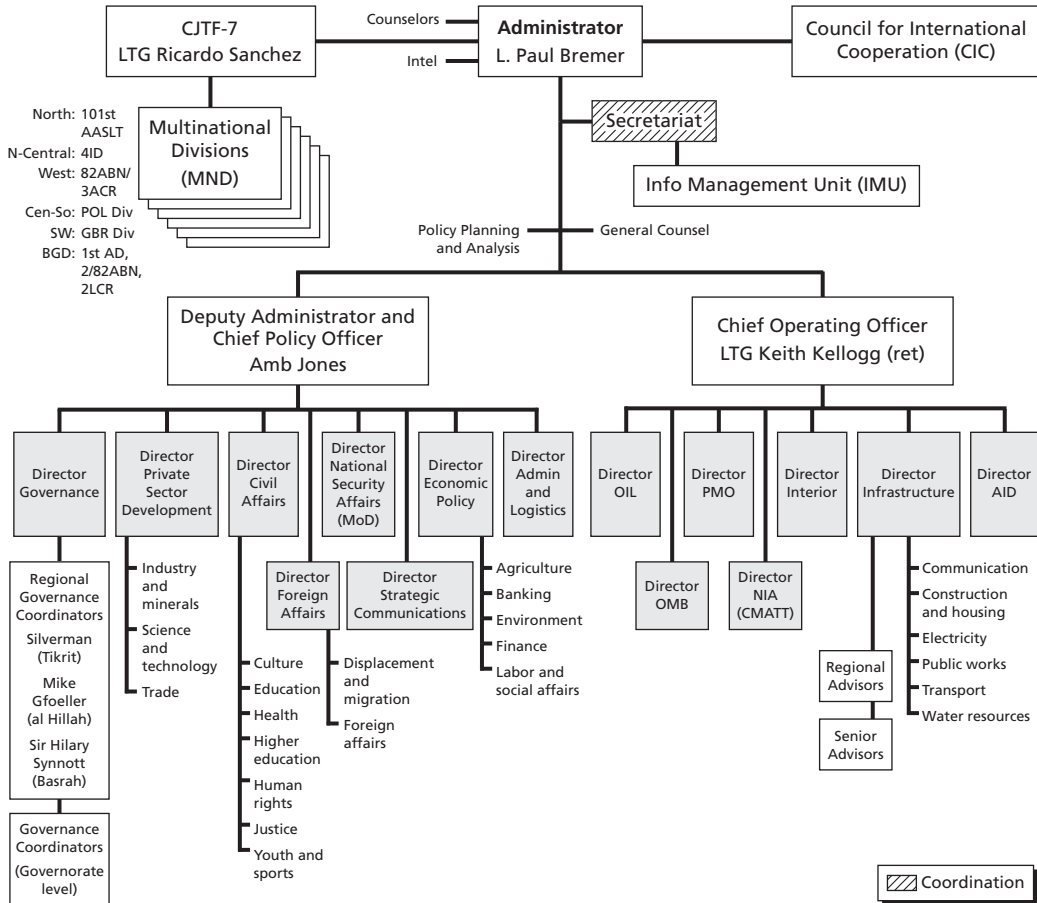 CJTF-7
LTG Ricardo Sanchez
Counselors
Intel
Administrator
L. Paul Bremer
Council for International
Cooperation (CIC)
North: 101st
AASLT
N-Central: 4ID
West: 82ABN/
3ACR
Cen-So: POL Div
SW: GBR Div
BGD: 1st AD,
2/82ABN,
2LCR
Multinational
Divisions
(MND)
Secretariat
Info Management Unit (IMU)
Policy Planning
and Analysis
General Counsel
Deputy Administrator and
Chief Policy Officer
Amb Jones
Chief Operating Officer
LTG Keith Kellogg (ret)
Director
Governance
Director
Private
Sector
Development
Director
Civil
Affairs
Director
National
Security
Affairs
(MoD)
Director
Economic
Policy
Director
Admin
and
Logistics
Director
OIL
Director
PMO
Director
Interior
Director
Infrastructure
Director
AID
Director
Foreign
Affairs
Director
Strategic
Communications
Director
OMB
Director
NIA
(CMATT)
Regional
Governance
Coordinators
Silverman
(Tikrit)
Mike
Gfoeller
(al Hillah)
Sir Hilary
Synnott
(Basrah)
Governance
Coordinators
(Governorate
level)
Industry
and
minerals
Science
and
technology
Trade
Culture
Education
Health
Higher
education
Human
rights
Justice
Youth and
sports
Displacement
and
migration
Foreign
affairs
Agriculture
Banking
Environment
Finance
Labor and
social affairs
Regional
Advisors
Senior
Advisors
Communication
Construction
and housing
Electricity
Public works
Transport
Water resources
Coordination